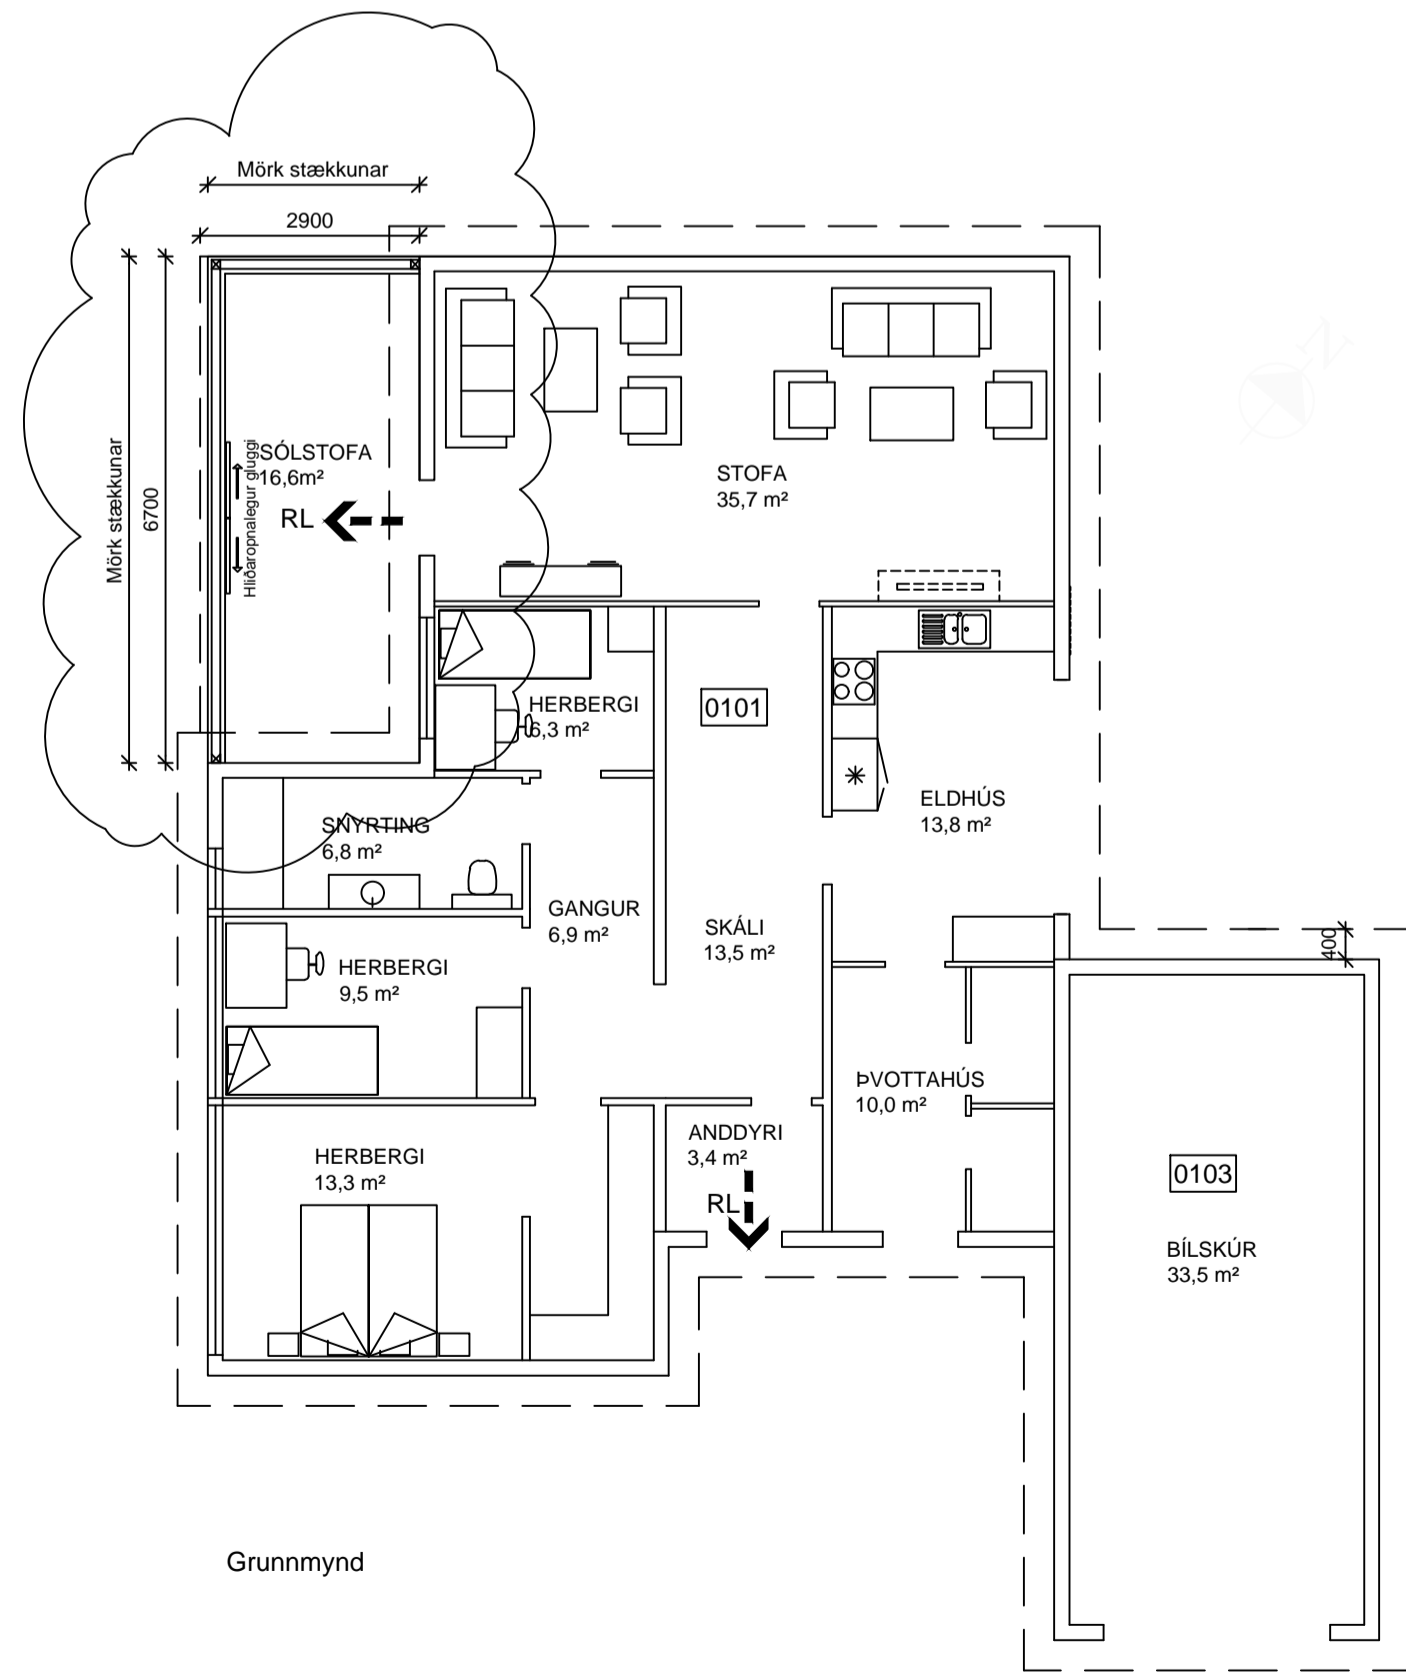 Mörk stækkunar
2900
Mörk stækkunar
6700
SÓLSTOFA
16,6m²
Hliðaropnalegur gluggi
RL
STOFA
35,7 m²
N
HERBERGI
6,3 m²
0101
ELDHÚS
13,8 m²
SNYRTING
6,8 m²
GANGUR
6,9 m²
SKÁLI
13,5 m²
400
HERBERGI
9,5 m²
ÞVOTTAHÚS
10,0 m²
ANDDYRI
3,4 m²
RL
HERBERGI
13,3 m²
0103
BÍLSKÚR
33,5 m²
Grunnmynd